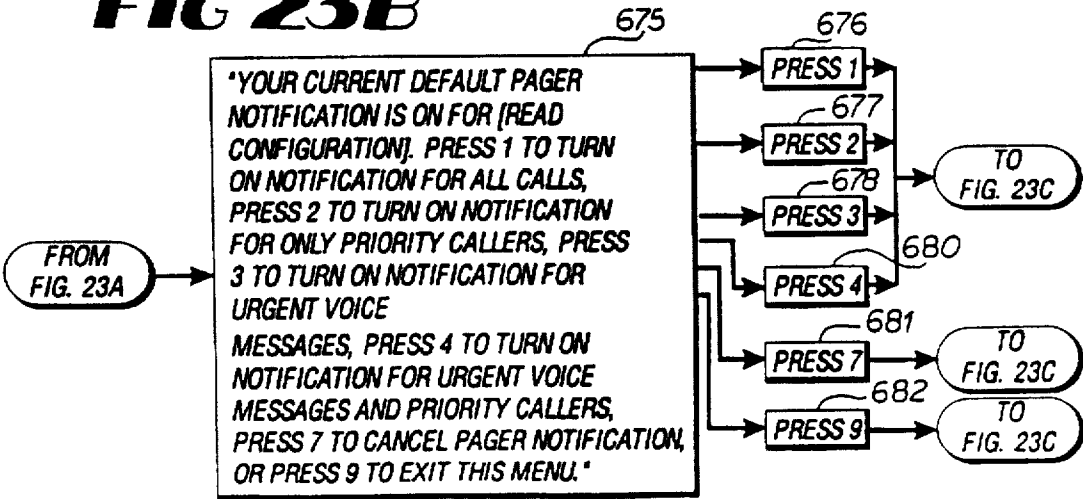 FIG 23B
675
"YOUR CURRENT DEFAULT PAGER
NOTIFICATION IS ON FOR [READ
CONFIGURATION]. PRESS 1 TO TURN
ON NOTIFICATION FOR ALL CALLS,
PRESS 2 TO TURN ON NOTIFICATION
FOR ONLY PRIORITY CALLERS, PRESS
3 TO TURN ON NOTIFICATION FOR
URGENT VOICE
MESSAGES, PRESS 4 TO TURN ON
NOTIFICATION FOR URGENT VOICE
MESSAGES AND PRIORITY CALLERS,
PRESS 7 TO CANCEL PAGER NOTIFICATION,
OR PRESS 9 TO EXIT THIS MENU."
FROM
FIG. 23A
676
PRESS 1
677
PRESS 2
678
PRESS 3
680
PRESS 4
681
PRESS 7
682
PRESS 9
TO
FIG. 23C
TO
FIG. 23C
TO
FIG. 23C